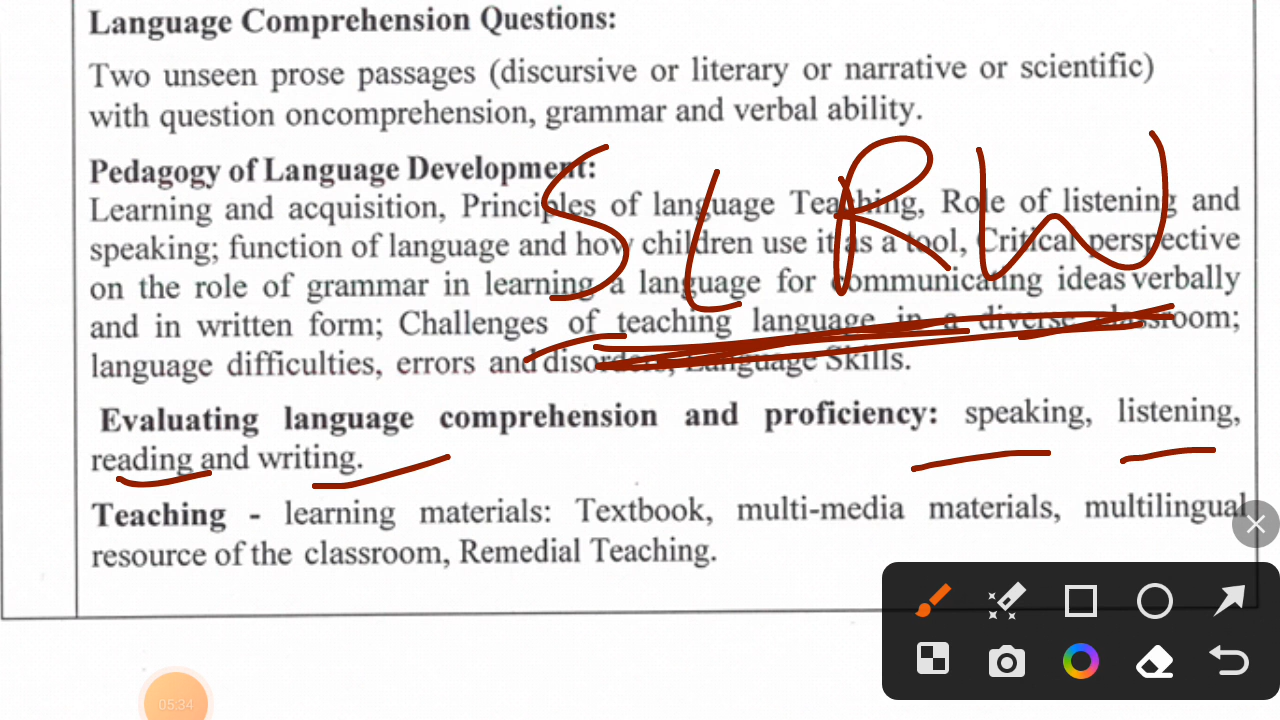 Language Comprehension Questions:
Two unseen prose passages (discursive or literary or narrative or scientific)
with question oncomprehension, grammar and verbal ability.
Pedagogy of Language Development:
Learning and acquisition, Principles of language Teaching, Role of listening and
speaking; function of language and how children use it as a tool, Critical perspective
on the role of grammar in learning a language for communicating ideas verbally
and in written form; Challenges of teaching language in a diverse classroom;
language difficulties, errors and disorders, Language Skills.
S L R W
Evaluating language comprehension and proficiency: speaking, listening,
reading and writing.
Teaching - learning materials: Textbook, multi-media materials, multilingual
resource of the classroom, Remedial Teaching.
05:34